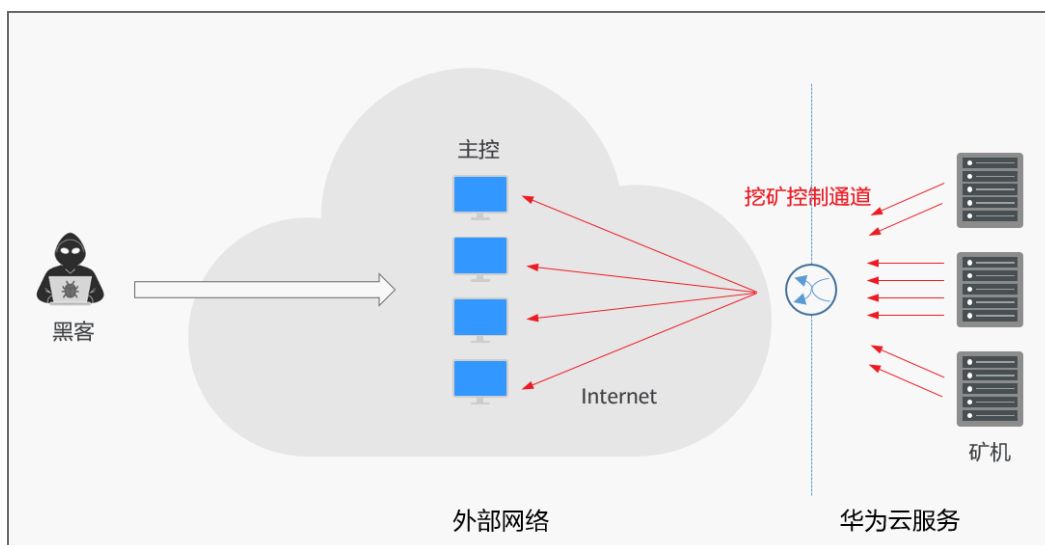 主控
挖矿控制通道
黑客
Internet
矿机
外部网络
华为云服务